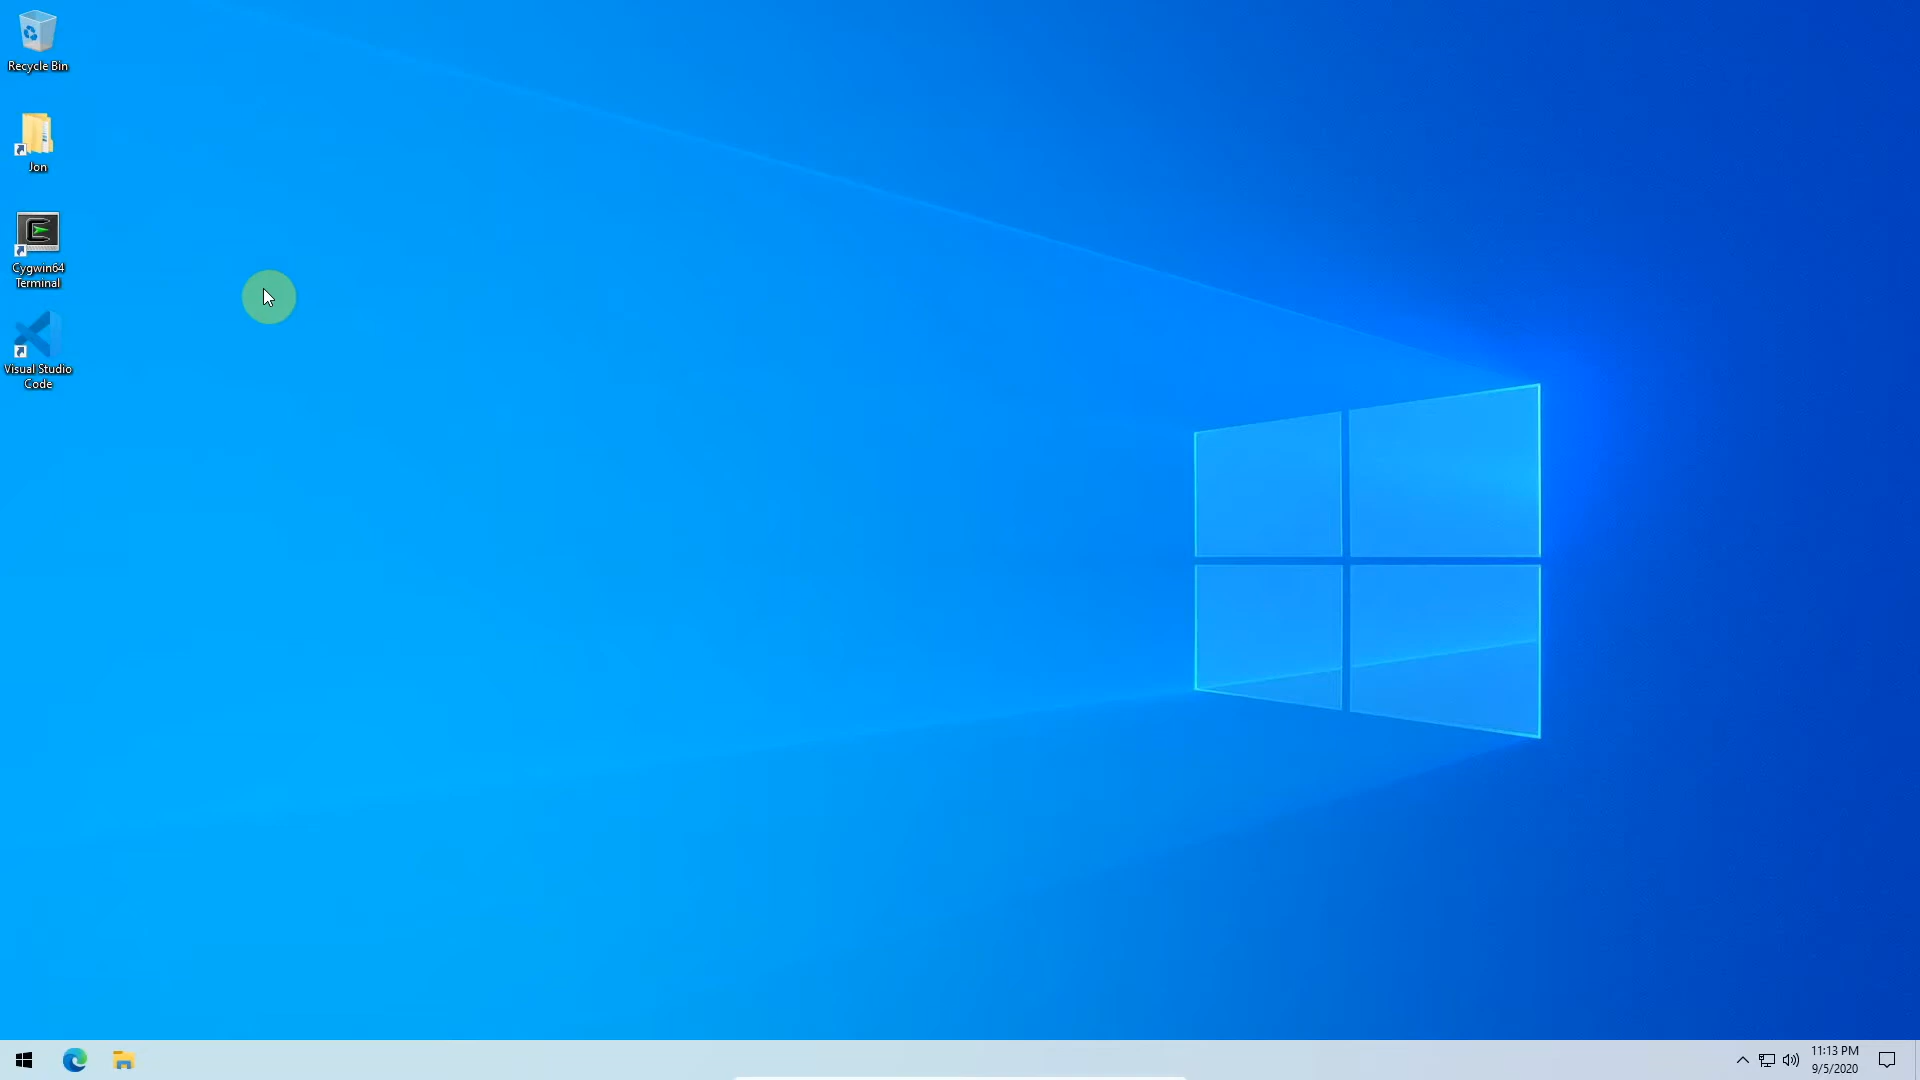 Recycle Bin
Jon
Cygwin64
Terminal
Visual Studio
Code
11:13 PM
9/5/2020